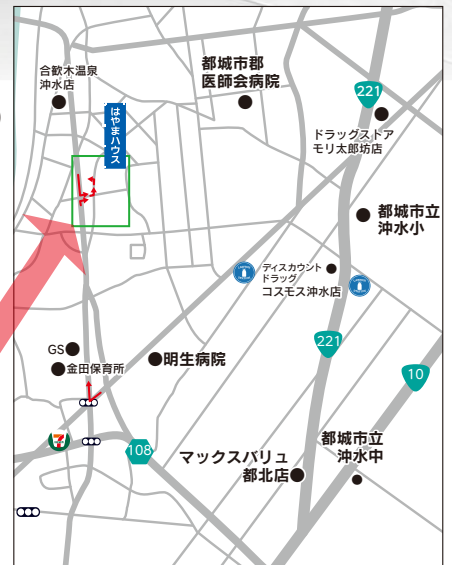 合歓木温泉
沖水店
都城市郡
医師会病院
はやまハウス
221
ドラッグストア
モリ太郎坊店
都城市立
沖水小
ディスカウント
ドラッグ
コスモス沖水店
GS
金田保育所
明生病院
221
10
7
108
マックスバリュ
都北店
都城市立
沖水中